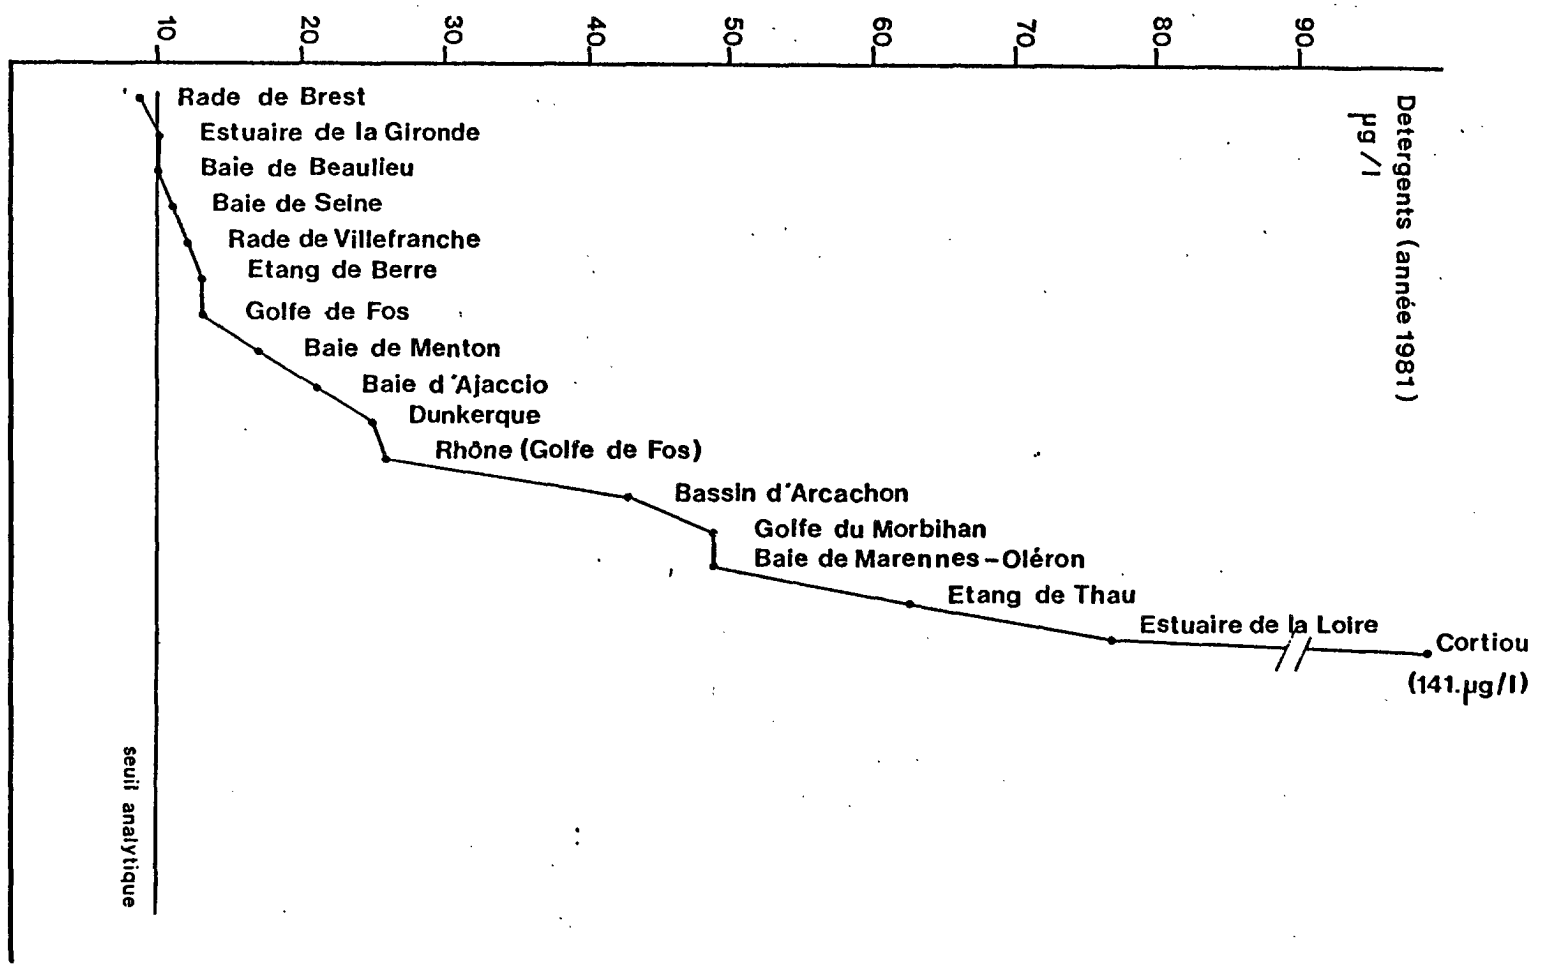 10 20 30 40 50 60 70 80 90
Detergents (année 1981)
µg/l
Rade de Brest
Estuaire de la Gironde
Baie de Beaulieu
Baie de Seine
Rade de Villefranche
Etang de Berre
Golfe de Fos
Baie de Menton
Baie d'Ajaccio
Dunkerque
Rhône (Golfe de Fos)
Bassin d'Arcachon
Golfe du Morbihan
Baie de Marennes-Oléron
Etang de Thau
Estuaire de la Loire
Cortiou
(141.µg/l)
seuil analytique